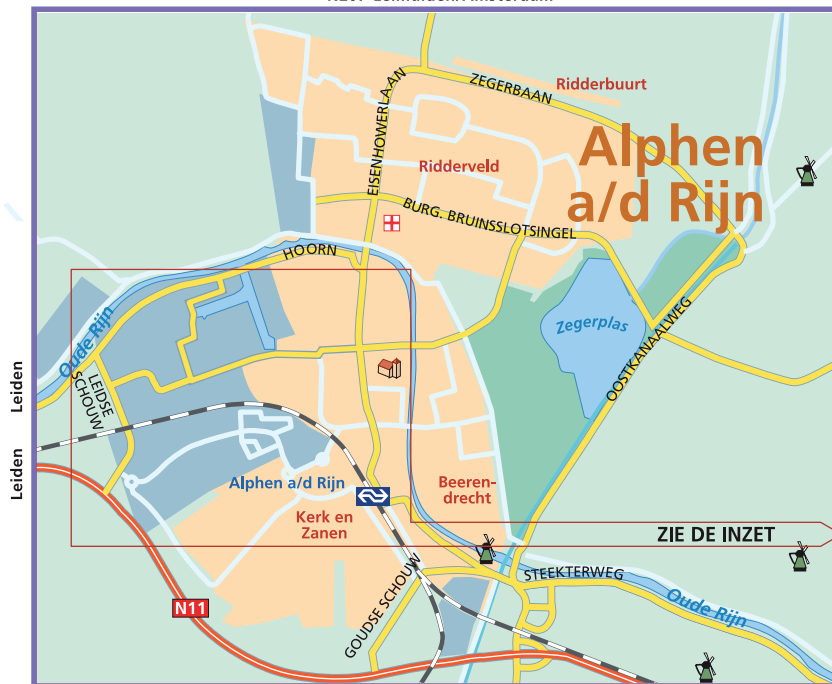 Ridderbuurt
ZEGERBAAN
EISENHOWERLAAN
Alphen
a/d Rijn
Ridderveld
BURG. BRUINSSLOTSINGEL
HOORN
Oude Rijn
Zegerplas
OOSTKANAALWEG
LEIDSE
SCHOUW
Leiden
Leiden
Alphen a/d Rijn
Beeren-
drecht
Kerk en
Zanen
ZIE DE INZET
STEEKTERWEG
Oude Rijn
GOUDSE SCHOUW
N11